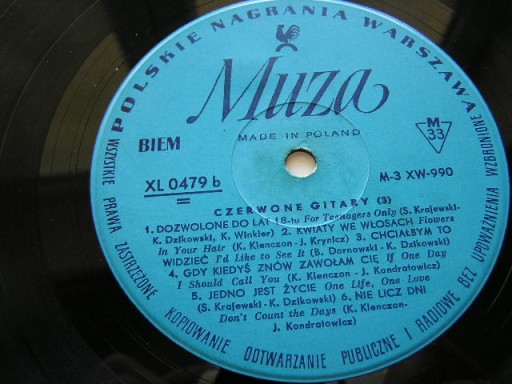 POLSKIE NAGRANIA WARSZAWA
Muza
MADE IN POLAND
BIEM
M
33
XL 0479 b
M-3 XW-990
CZERWONE GITARY (3)
1. DOZWOLONE DO LAT 18-tu For Teenagers Only (S. Krajewski-
K. Dzikowski, K. Winkler) 2. KWIATY WE WŁOSACH Flowers
In Your Hair (K. Klenczon-J. Krynicz) 3. CHCIAŁBYM TO
WIDZIEĆ I'd Like to See It (B. Dornowski-K. Dzikowski)
4. GDY KIEDYŚ ZNÓW ZAWOŁAM CIĘ If One Day
I Should Call You (K. Klenczon-J. Kondratowicz)
5. JEDNO JEST ŻYCIE One Life, One Love
(S. Krajewski-K. Dzikowski) 6. NIE LICZ DNI
Don't Count the Days (K. Klenczon-
J. Kondratowicz)
WSZYSTKIE PRAWA ZASTRZEŻONE KOPIOWANIE ODTWARZANIE PUBLICZNE I RADIOWE BEZ UPOWAŻNIENIA WZBRONIONE